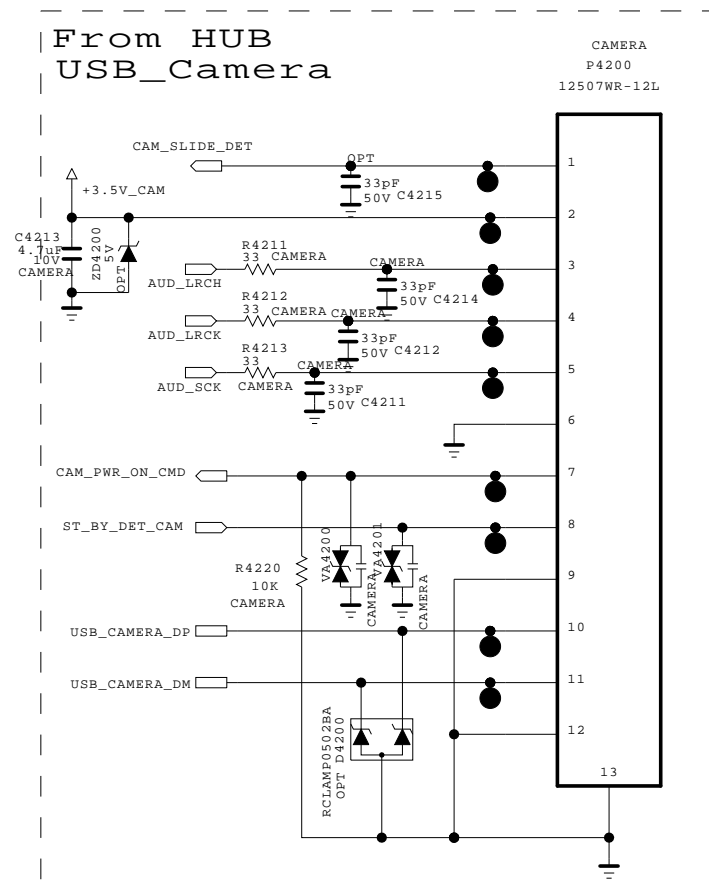 From HUB
USB_Camera
CAMERA
P4200
12507WR-12L
CAM_SLIDE_DET
OPT
33pF
50V C4215
1
+3.5V_CAM
2
C4213
4.7uF
10V
CAMERA
ZD4200
5V
OPT
R4211
33 CAMERA
AUD_LRCH
CAMERA
33pF
50V C4214
3
R4212
33 CAMERA
AUD_LRCK
CAMERA
33pF
50V C4212
4
R4213
33
CAMERA
AUD_SCK
CAMERA
33pF
50V C4211
5
6
CAM_PWR_ON_CMD
7
ST_BY_DET_CAM
8
R4220
10K
CAMERA
VA4200
CAMERA
VA4201
CAMERA
9
USB_CAMERA_DP
10
USB_CAMERA_DM
11
RCLAMP0502BA
OPT D4200
12
13